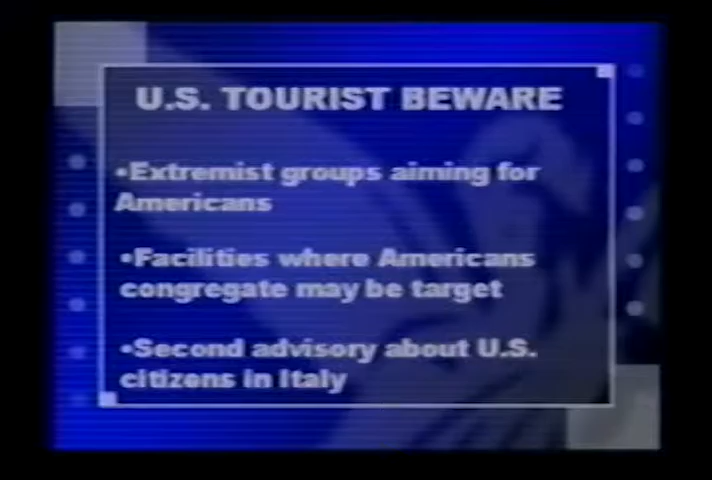 U.S. TOURIST BEWARE
•Extremist groups aiming for
Americans
•Facilities where Americans
congregate may be target
•Second advisory about U.S.
citizens in Italy